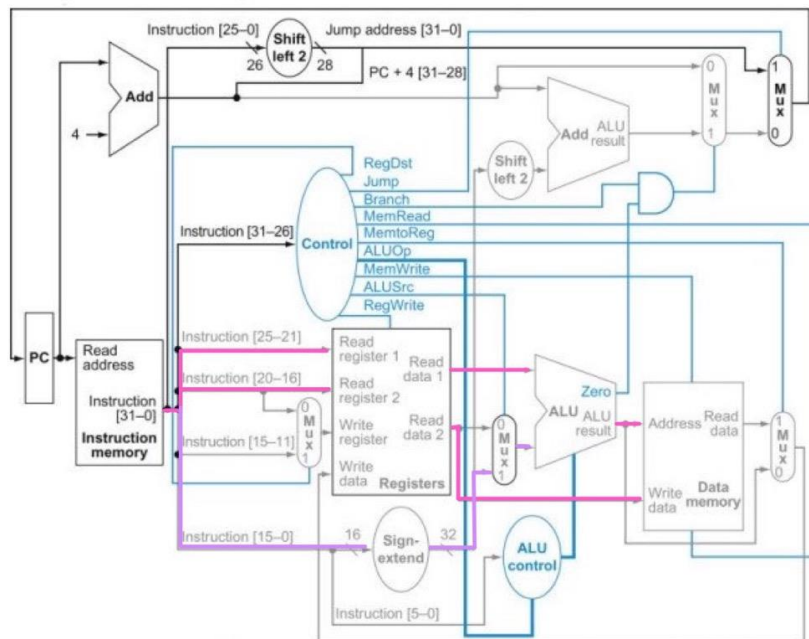 Instruction [25–0]
Shift
left 2
Jump address [31–0]
26
28
PC + 4 [31–28]
Add
4
0
M
u
x
1
1
M
u
x
0
Add
ALU
result
Shift
left 2
RegDst
Jump
Branch
MemRead
MemtoReg
ALUOp
MemWrite
ALUSrc
RegWrite
Control
Instruction [31–26]
PC
Read
address
Instruction
[31–0]
Instruction
memory
Instruction [25–21]
Instruction [20–16]
Instruction [15–11]
0
M
u
x
1
Read
register 1
Read
register 2
Write
register
Write
data
Read
data 1
Read
data 2
Registers
0
M
u
x
1
Zero
ALU
ALU
result
Address
Read
data
Write
data
Data
memory
1
M
u
x
0
Instruction [15–0]
16
Sign-
extend
32
ALU
control
Instruction [5–0]